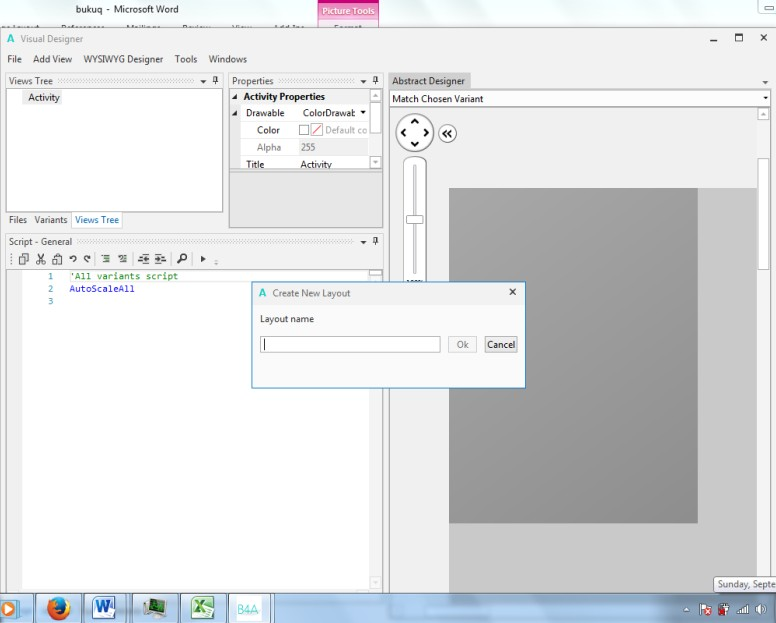 bukuq - Microsoft Word
Picture Tools
Visual Designer
File Add View WYSIWYG Designer Tools Windows
Views Tree
Activity
Files Variants Views Tree
Properties
Activity Properties
Drawable ColorDrawab
Color Default co
Alpha 255
Title Activity
Abstract Designer
Match Chosen Variant
Script - General
1 'All variants script
2 AutoScaleAll
3
Create New Layout
Layout name
Ok Cancel
Sunday, Septe
B4A